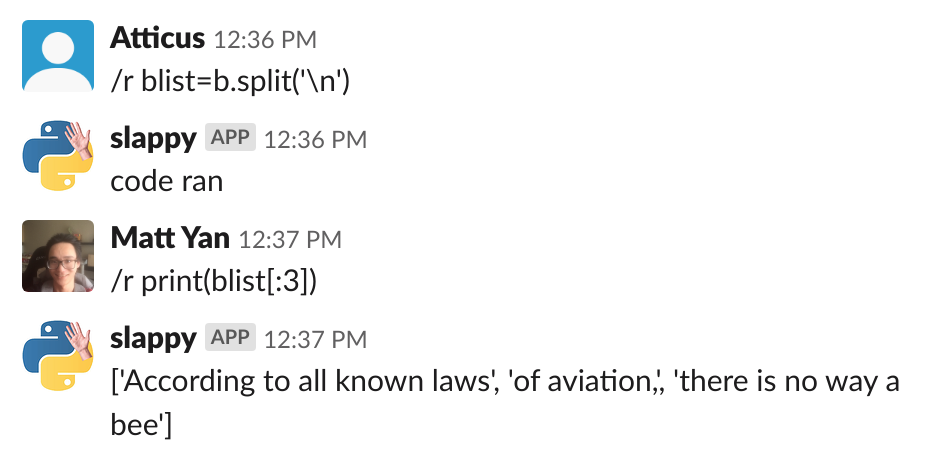 Atticus 12:36 PM
/r blist=b.split('\n')
slappy APP 12:36 PM
code ran
Matt Yan 12:37 PM
/r print(blist[:3])
slappy APP 12:37 PM
['According to all known laws', 'of aviation,', 'there is no way a
bee']